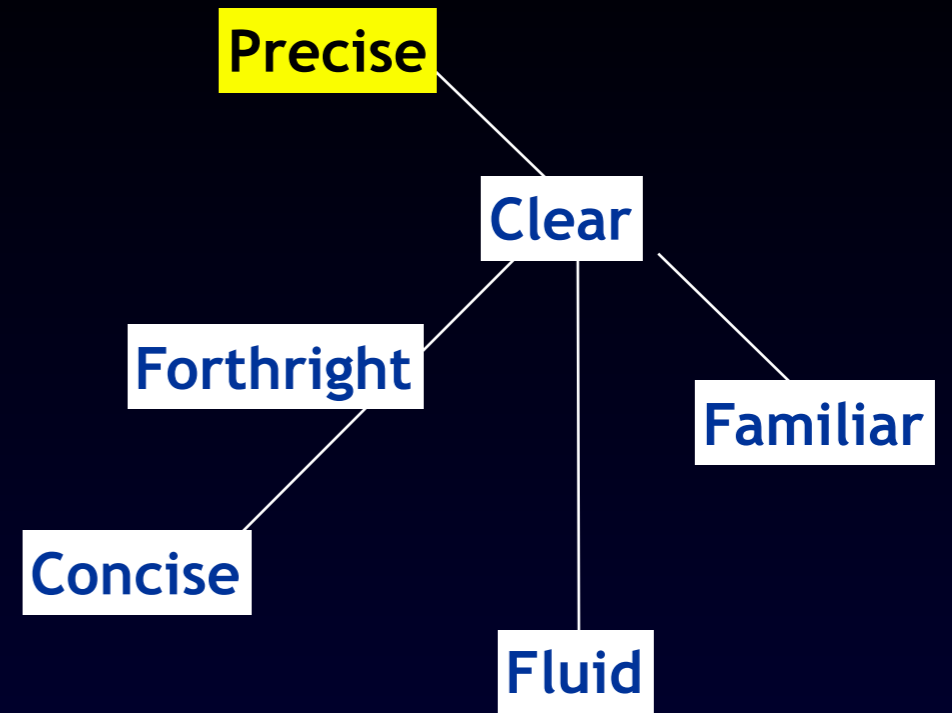 Precise
Clear
Forthright
Familiar
Concise
Fluid